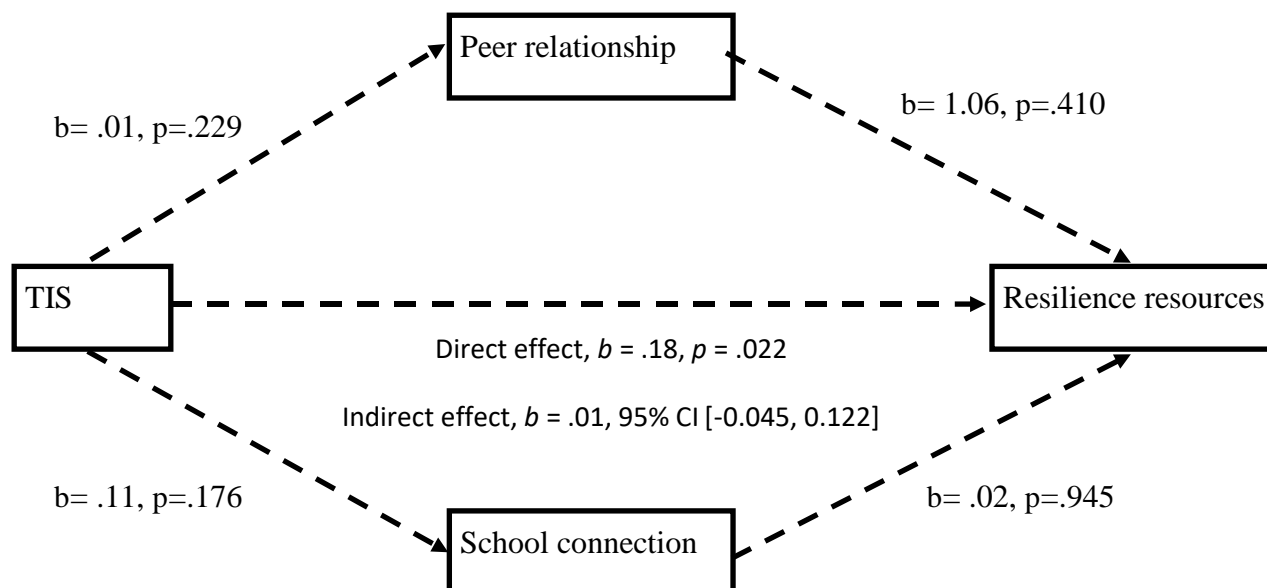 Peer relationship
b= .01, p=.229
b= 1.06, p=.410
TIS
Resilience resources
Direct effect, b = .18, p = .022
Indirect effect, b = .01, 95% CI [-0.045, 0.122]
b= .11, p=.176
b= .02, p=.945
School connection